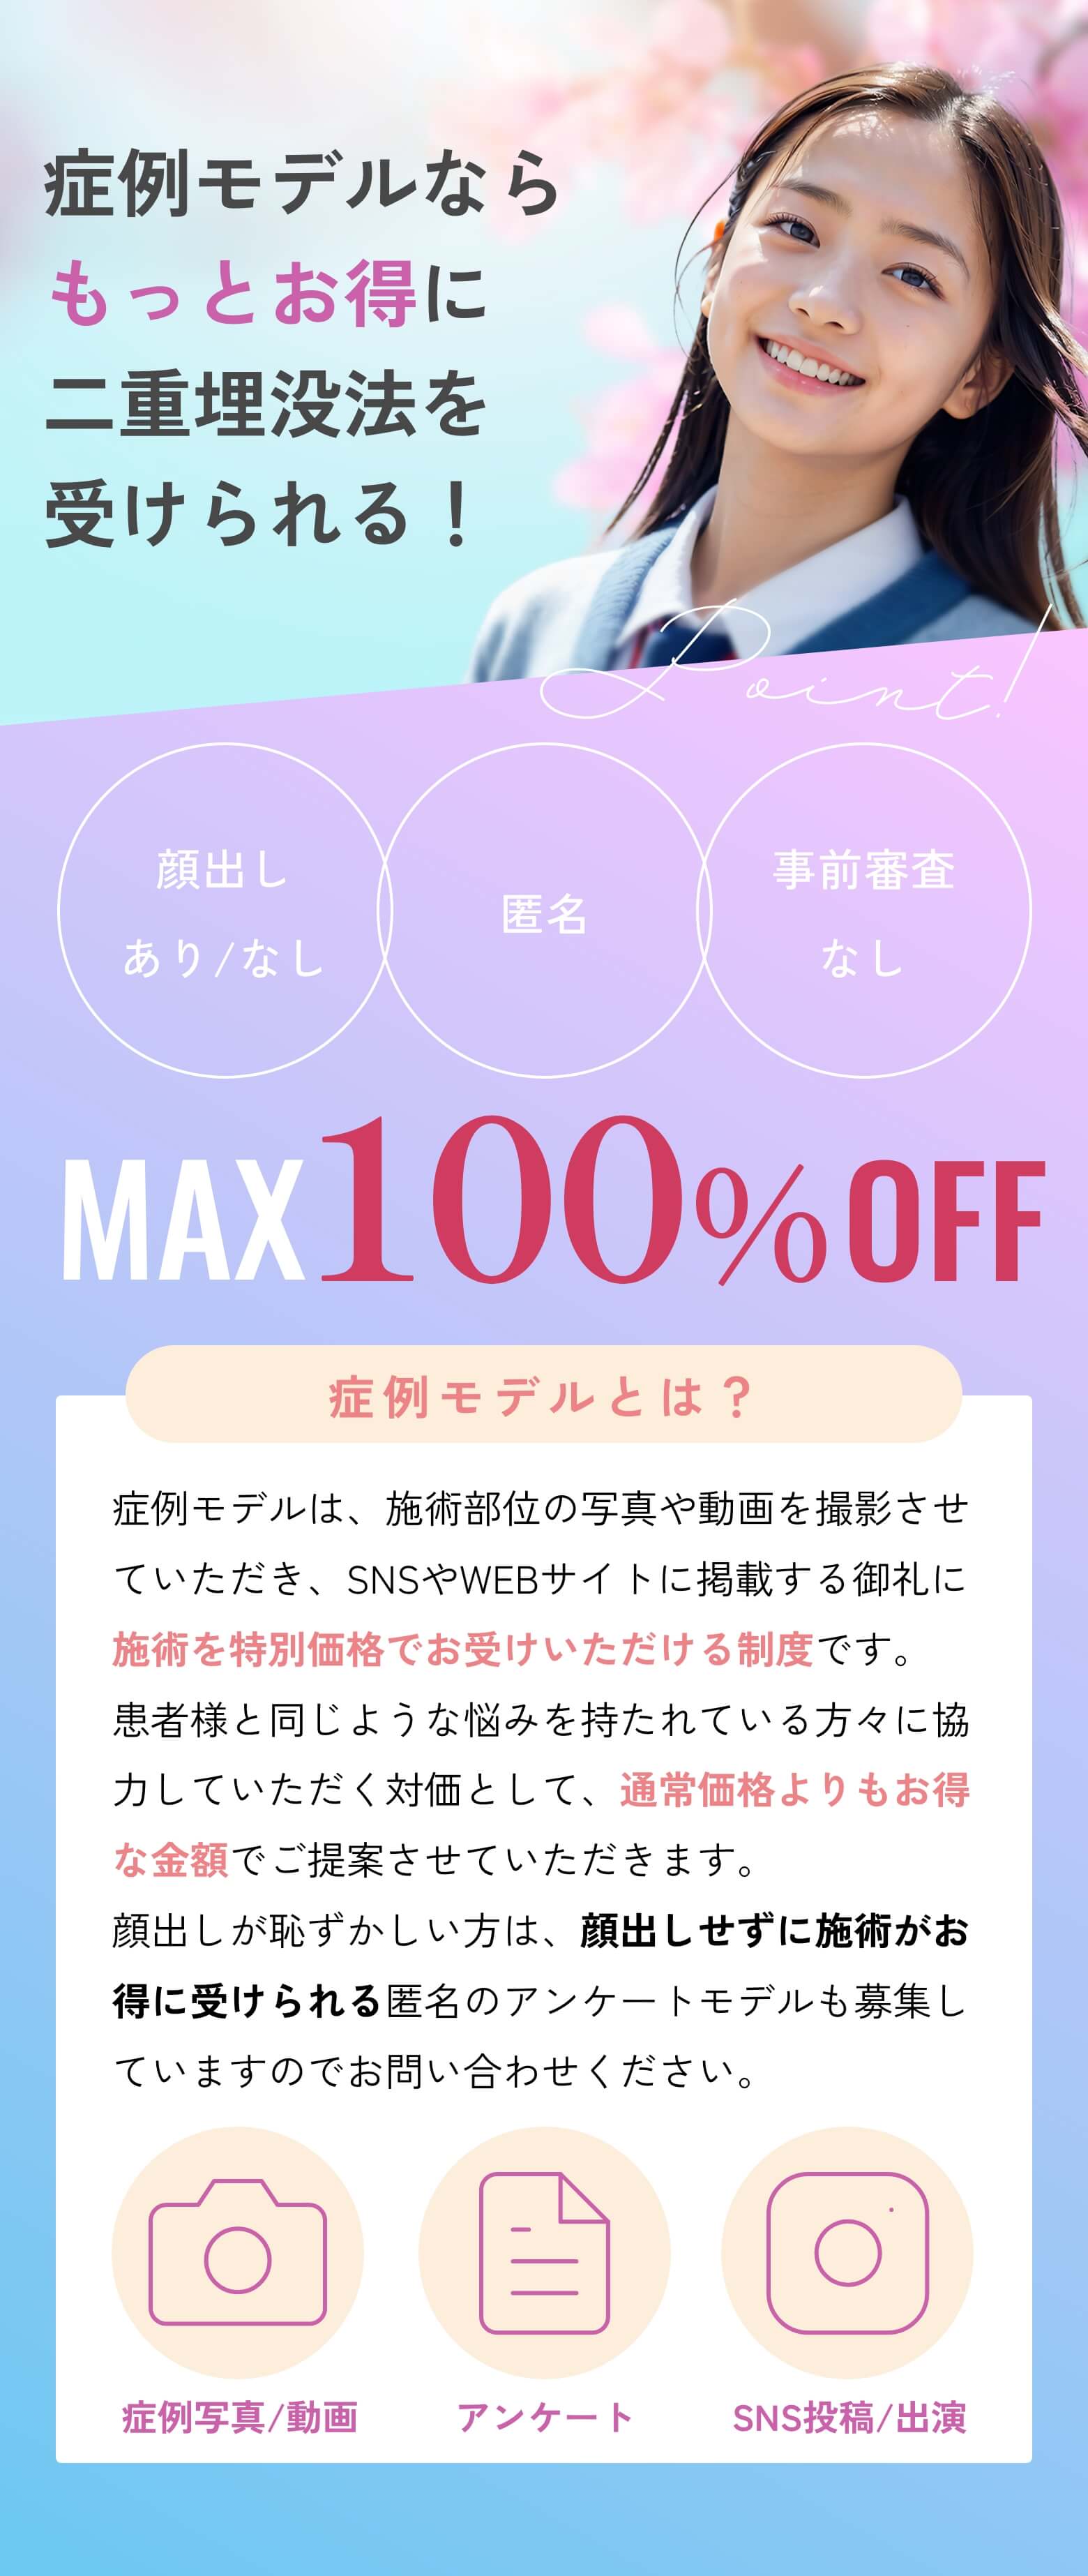 症例モデルなら
もっとお得に
二重埋没法を
受けられる！
Point!
顔出し
あり/なし
匿名
事前審査
なし
MAX100%OFF
症例モデルとは？
症例モデルは、施術部位の写真や動画を撮影させ
ていただき、SNSやWEBサイトに掲載する御礼に
施術を特別価格でお受けいただける制度です。
患者様と同じような悩みを持たれている方々に協
力していただく対価として、通常価格よりもお得
な金額でご提案させていただきます。
顔出しが恥ずかしい方は、顔出しせずに施術がお
得に受けられる匿名のアンケートモデルも募集し
ていますのでお問い合わせください。
症例写真/動画
アンケート
SNS投稿/出演